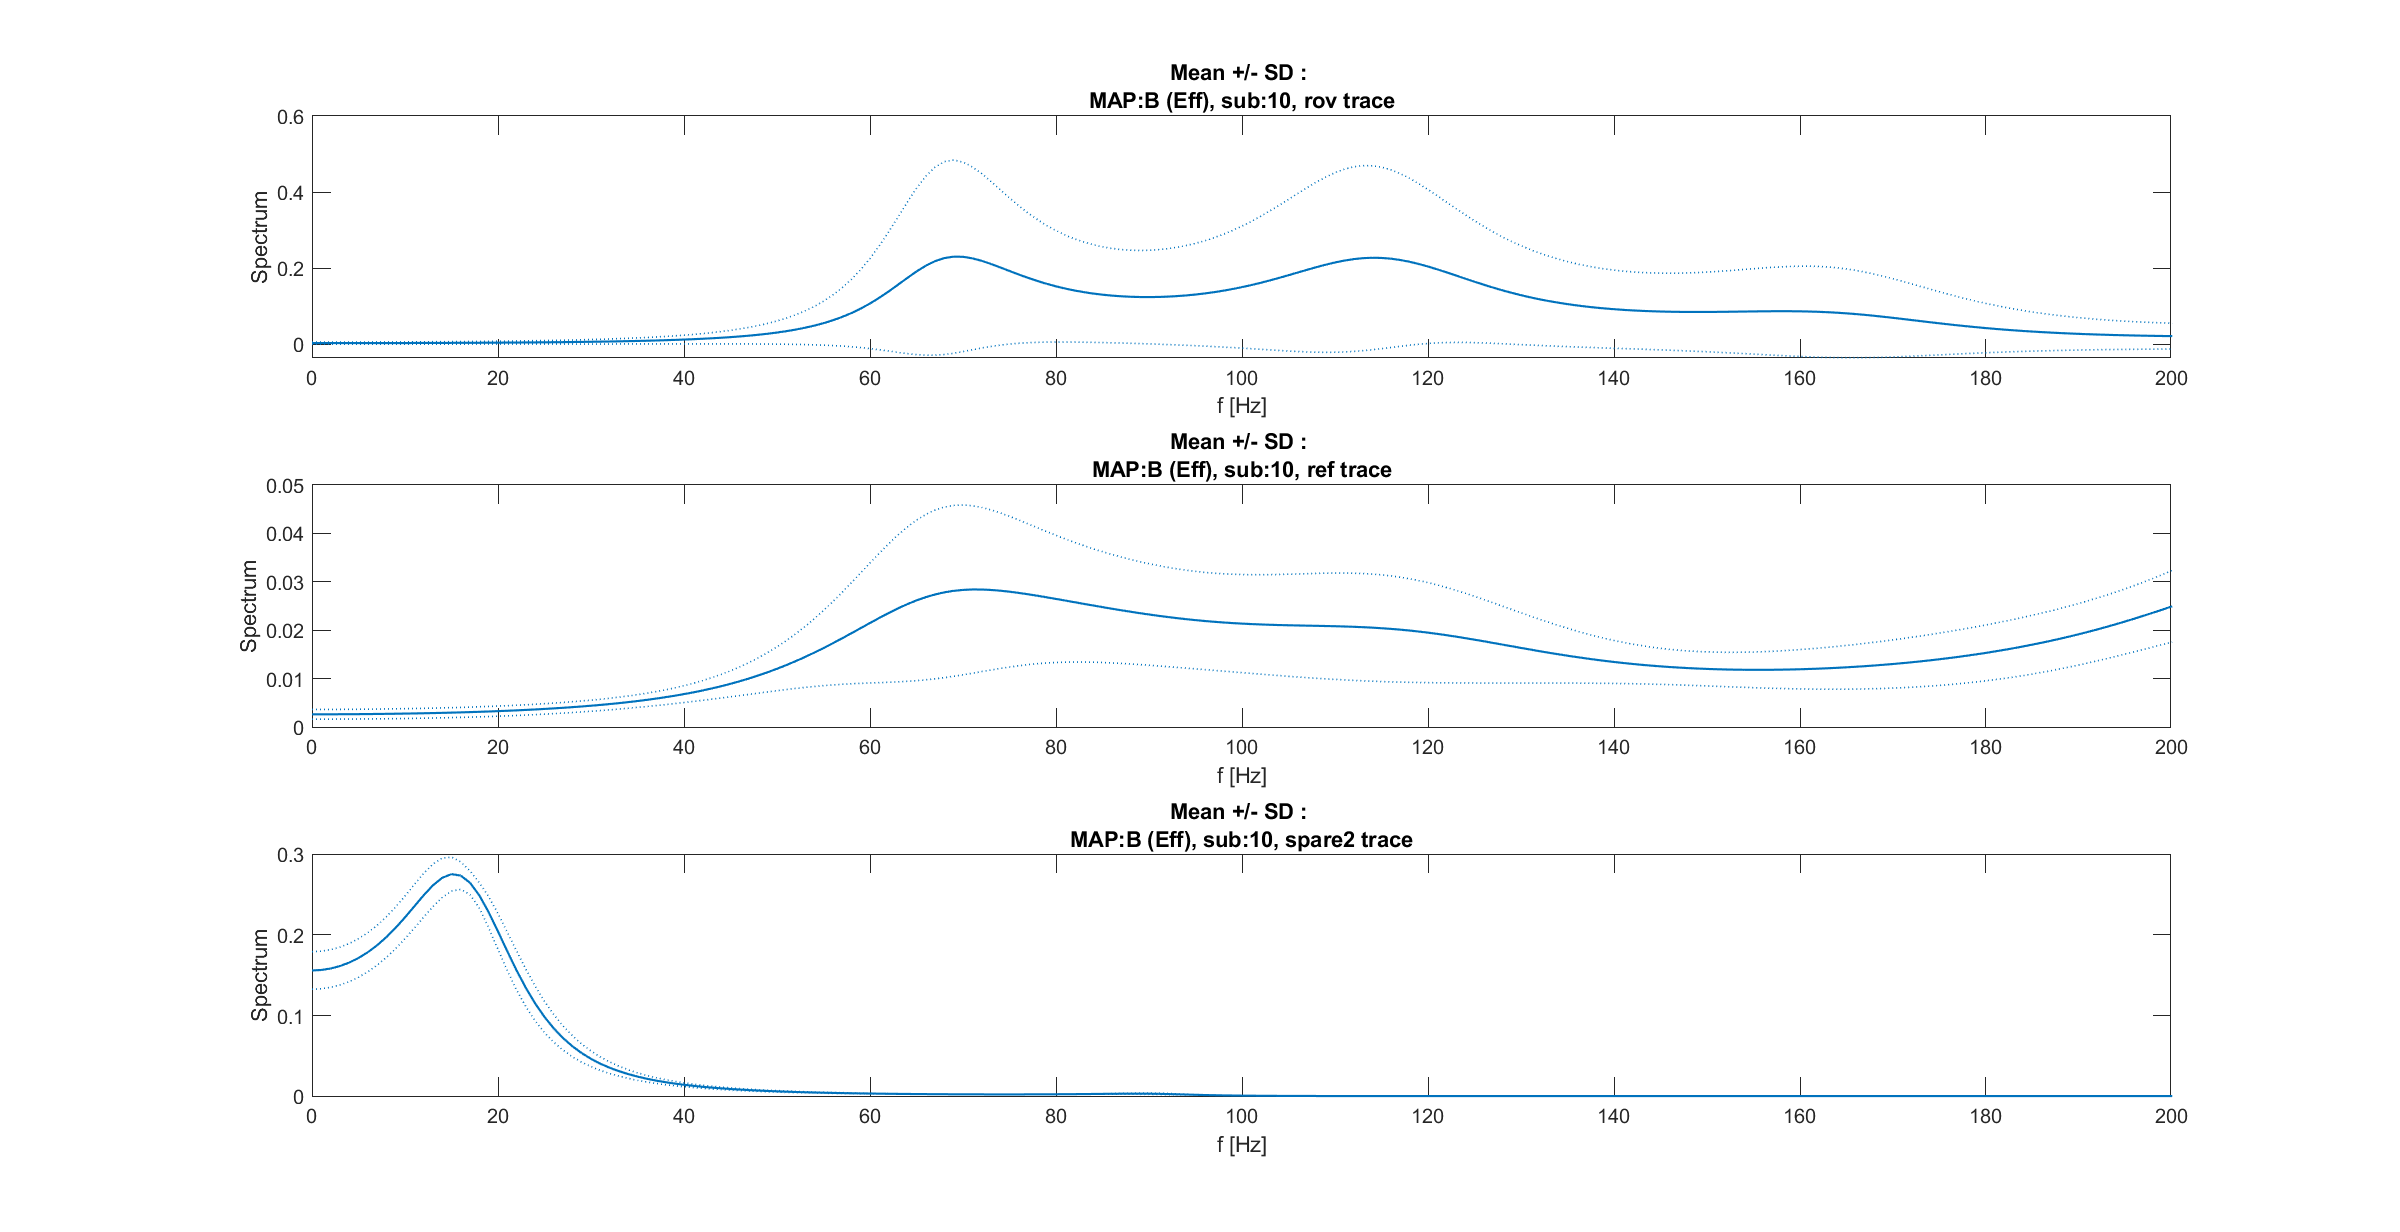 Mean +/- SD :
MAP:B (Eff), sub:10, rov trace
0.6
0.4
0.2
0
Spectrum
0 20 40 60 80 100 120 140 160 180 200
f [Hz]
Mean +/- SD :
MAP:B (Eff), sub:10, ref trace
0.05
0.04
0.03
0.02
0.01
0
Spectrum
0 20 40 60 80 100 120 140 160 180 200
f [Hz]
Mean +/- SD :
MAP:B (Eff), sub:10, spare2 trace
0.3
0.2
0.1
0
Spectrum
0 20 40 60 80 100 120 140 160 180 200
f [Hz]